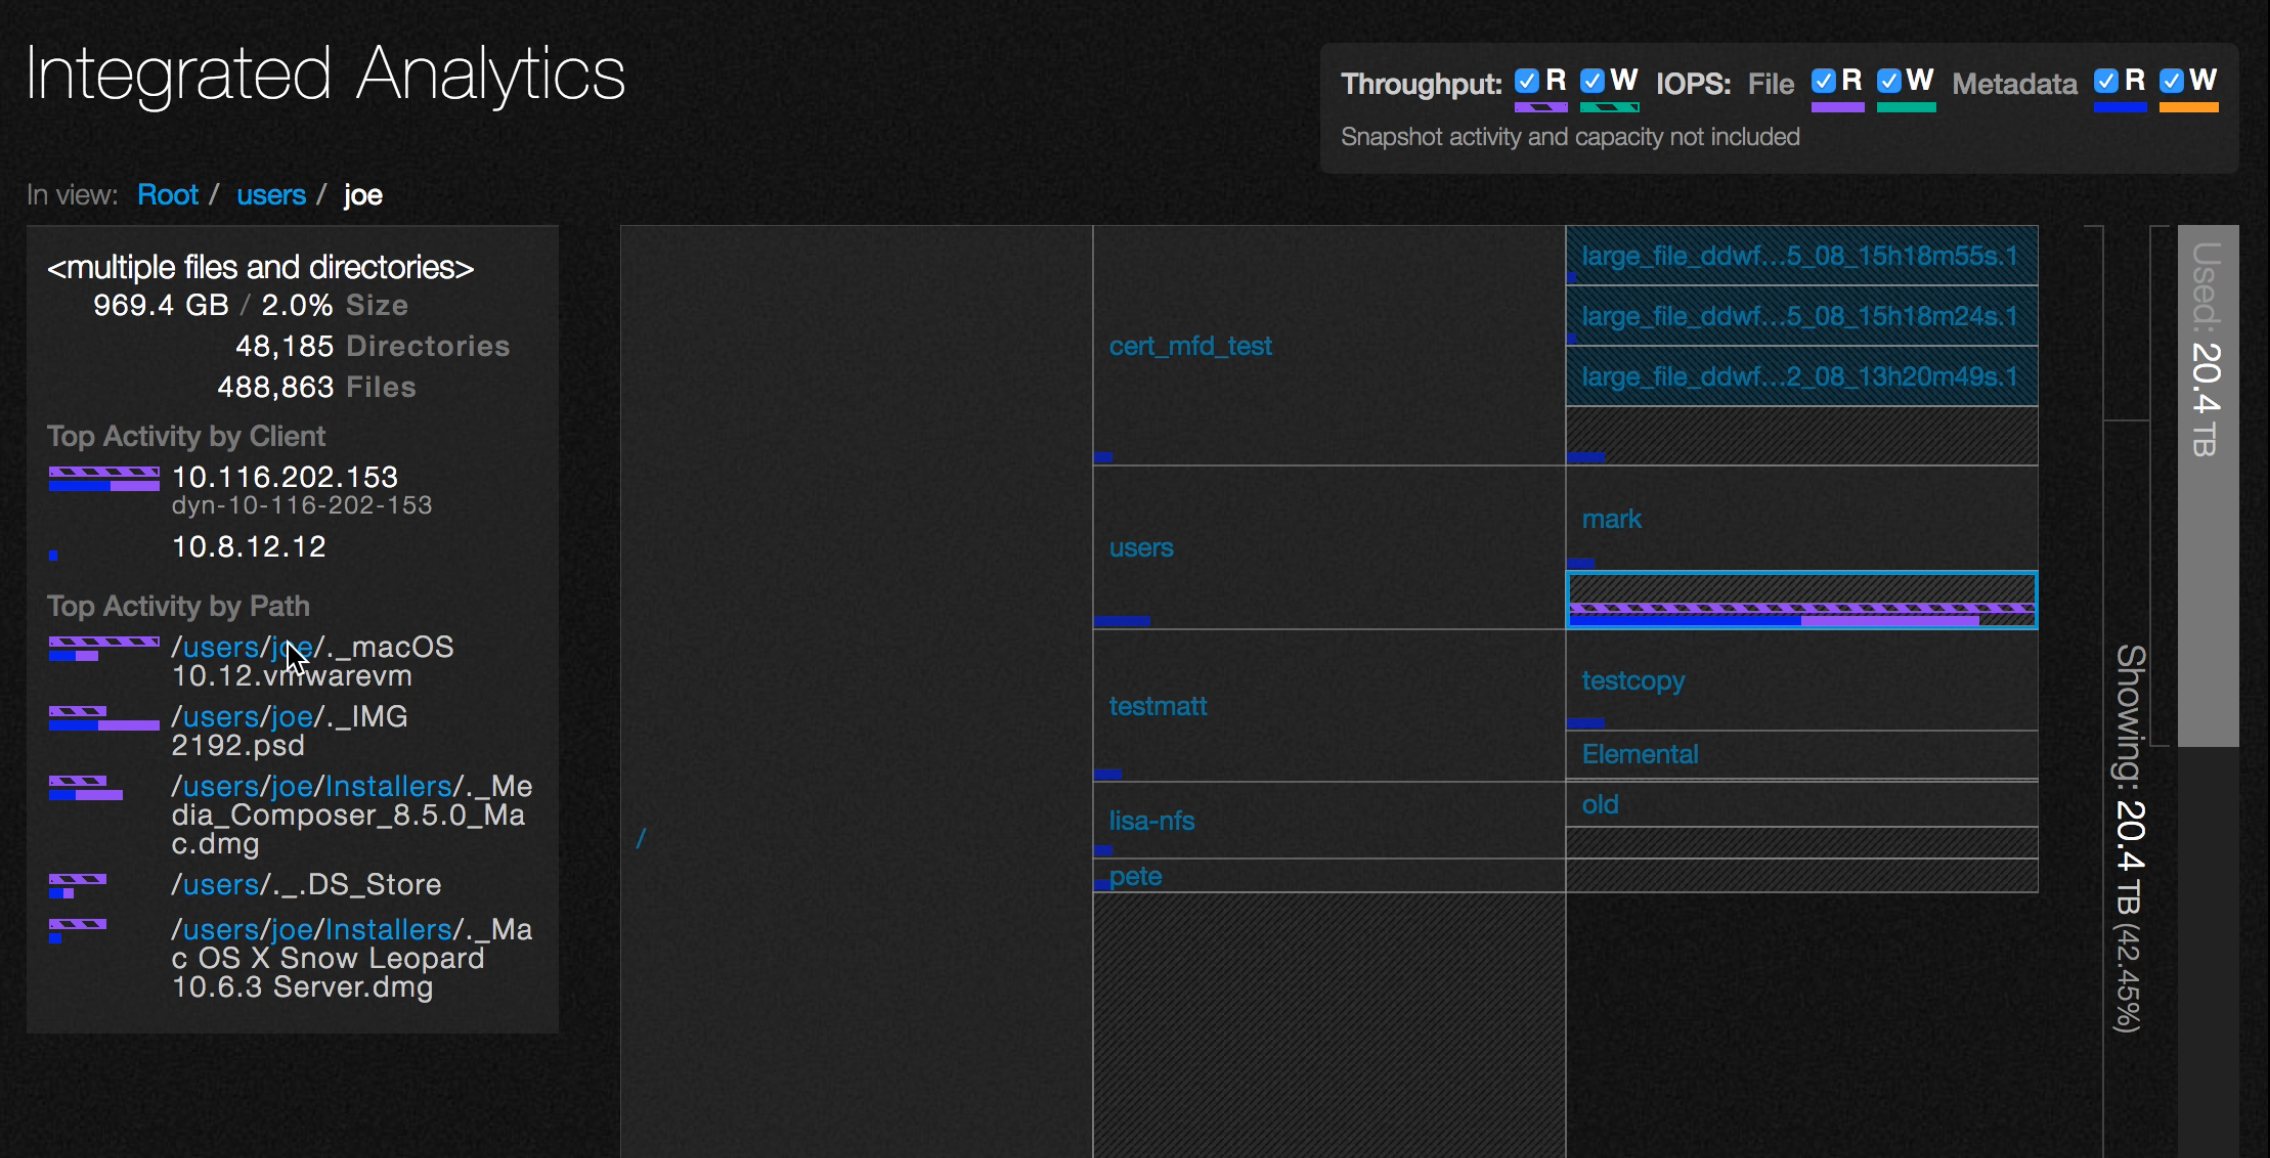 Integrated Analytics
Throughput: R W IOPS: File R W Metadata R W
Snapshot activity and capacity not included
In view: Root / users / joe
<multiple files and directories>
969.4 GB / 2.0% Size
48,185 Directories
488,863 Files
Top Activity by Client
10.116.202.153
dyn-10-116-202-153
10.8.12.12
Top Activity by Path
/users/joe/._macOS
10.12.vmwarevm
/users/joe/._IMG
2192.psd
/users/joe/Installers/._Me
dia_Composer_8.5.0_Ma
c.dmg
/users/._.DS_Store
/users/joe/Installers/._Ma
c OS X Snow Leopard
10.6.3 Server.dmg
/
cert_mfd_test
users
testmatt
lisa-nfs
pete
large_file_ddwf...5_08_15h18m55s.1
large_file_ddwf...5_08_15h18m24s.1
large_file_ddwf...2_08_13h20m49s.1
mark
testcopy
Elemental
old
Showing: 20.4 TB (42.45%)
Used: 20.4 TB